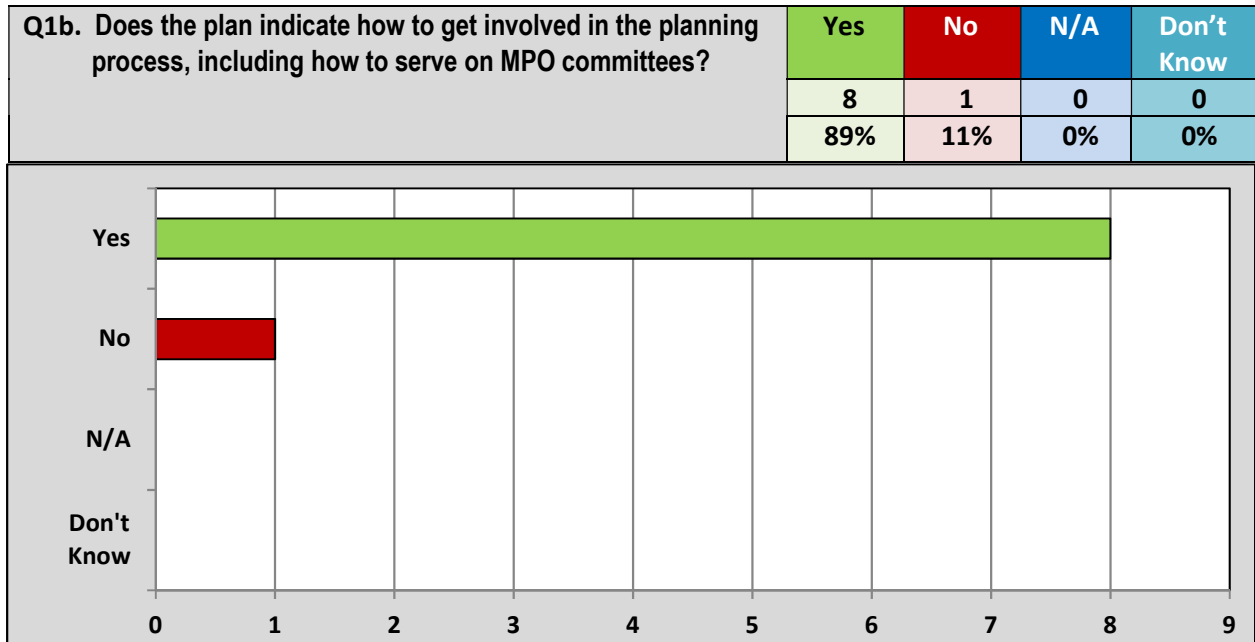 Q1b. Does the plan indicate how to get involved in the planning
process, including how to serve on MPO committees?
Yes No N/A Don’t
Know
8 1 0 0
89% 11% 0% 0%
Yes
No
N/A
Don't
Know
0 1 2 3 4 5 6 7 8 9